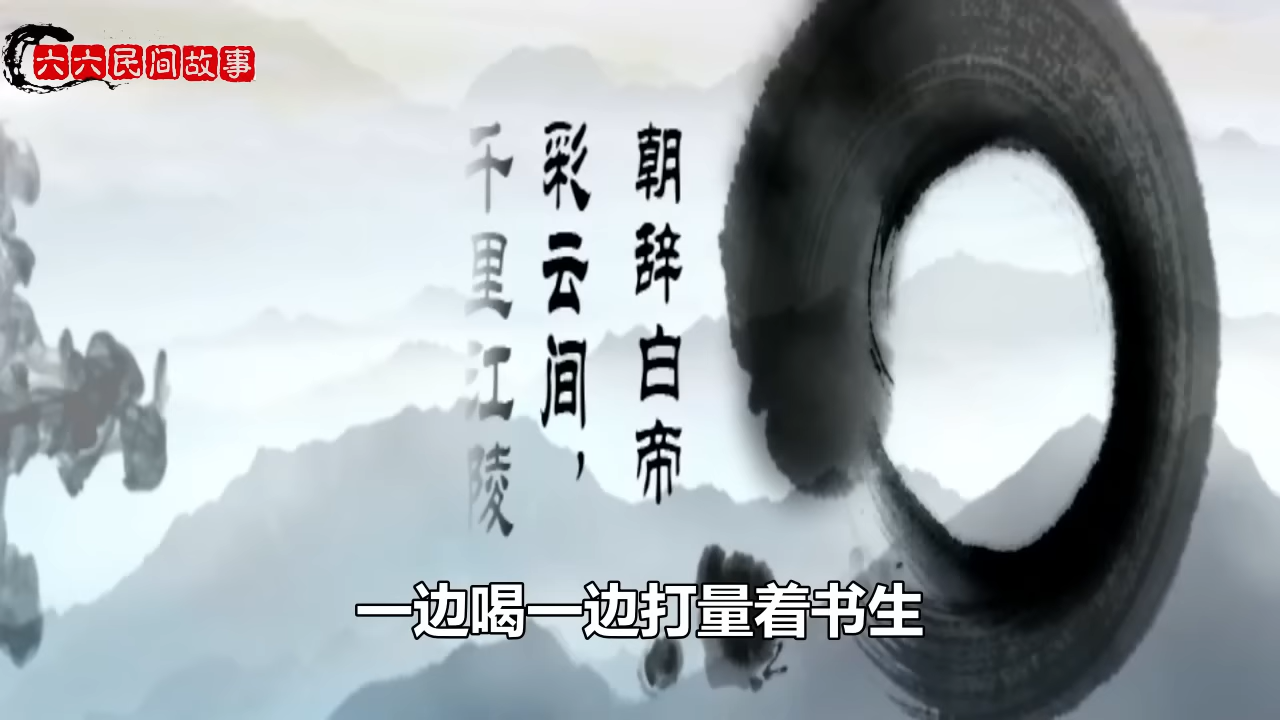 六六民间故事
朝辞白帝
彩云间，
千里江陵
一边喝一边打量着书生